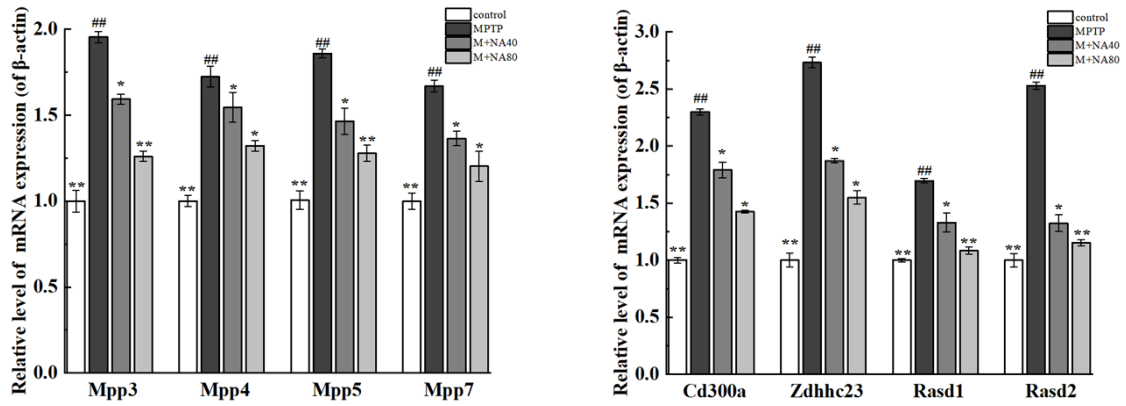 Relative level of mRNA expression (of β-actin)
2.0
1.5
1.0
0.5
0.0
control
MPTP
M+NA40
M+NA80
** ## * **
** ## * *
** ## * **
** ## * *
Mpp3 Mpp4 Mpp5 Mpp7
Relative level of mRNA expression (of β-actin)
3.0
2.5
2.0
1.5
1.0
0.5
0.0
control
MPTP
M+NA40
M+NA80
** ## * *
** ## * *
** ## * **
** ## * **
Cd300a Zdhhc23 Rasd1 Rasd2